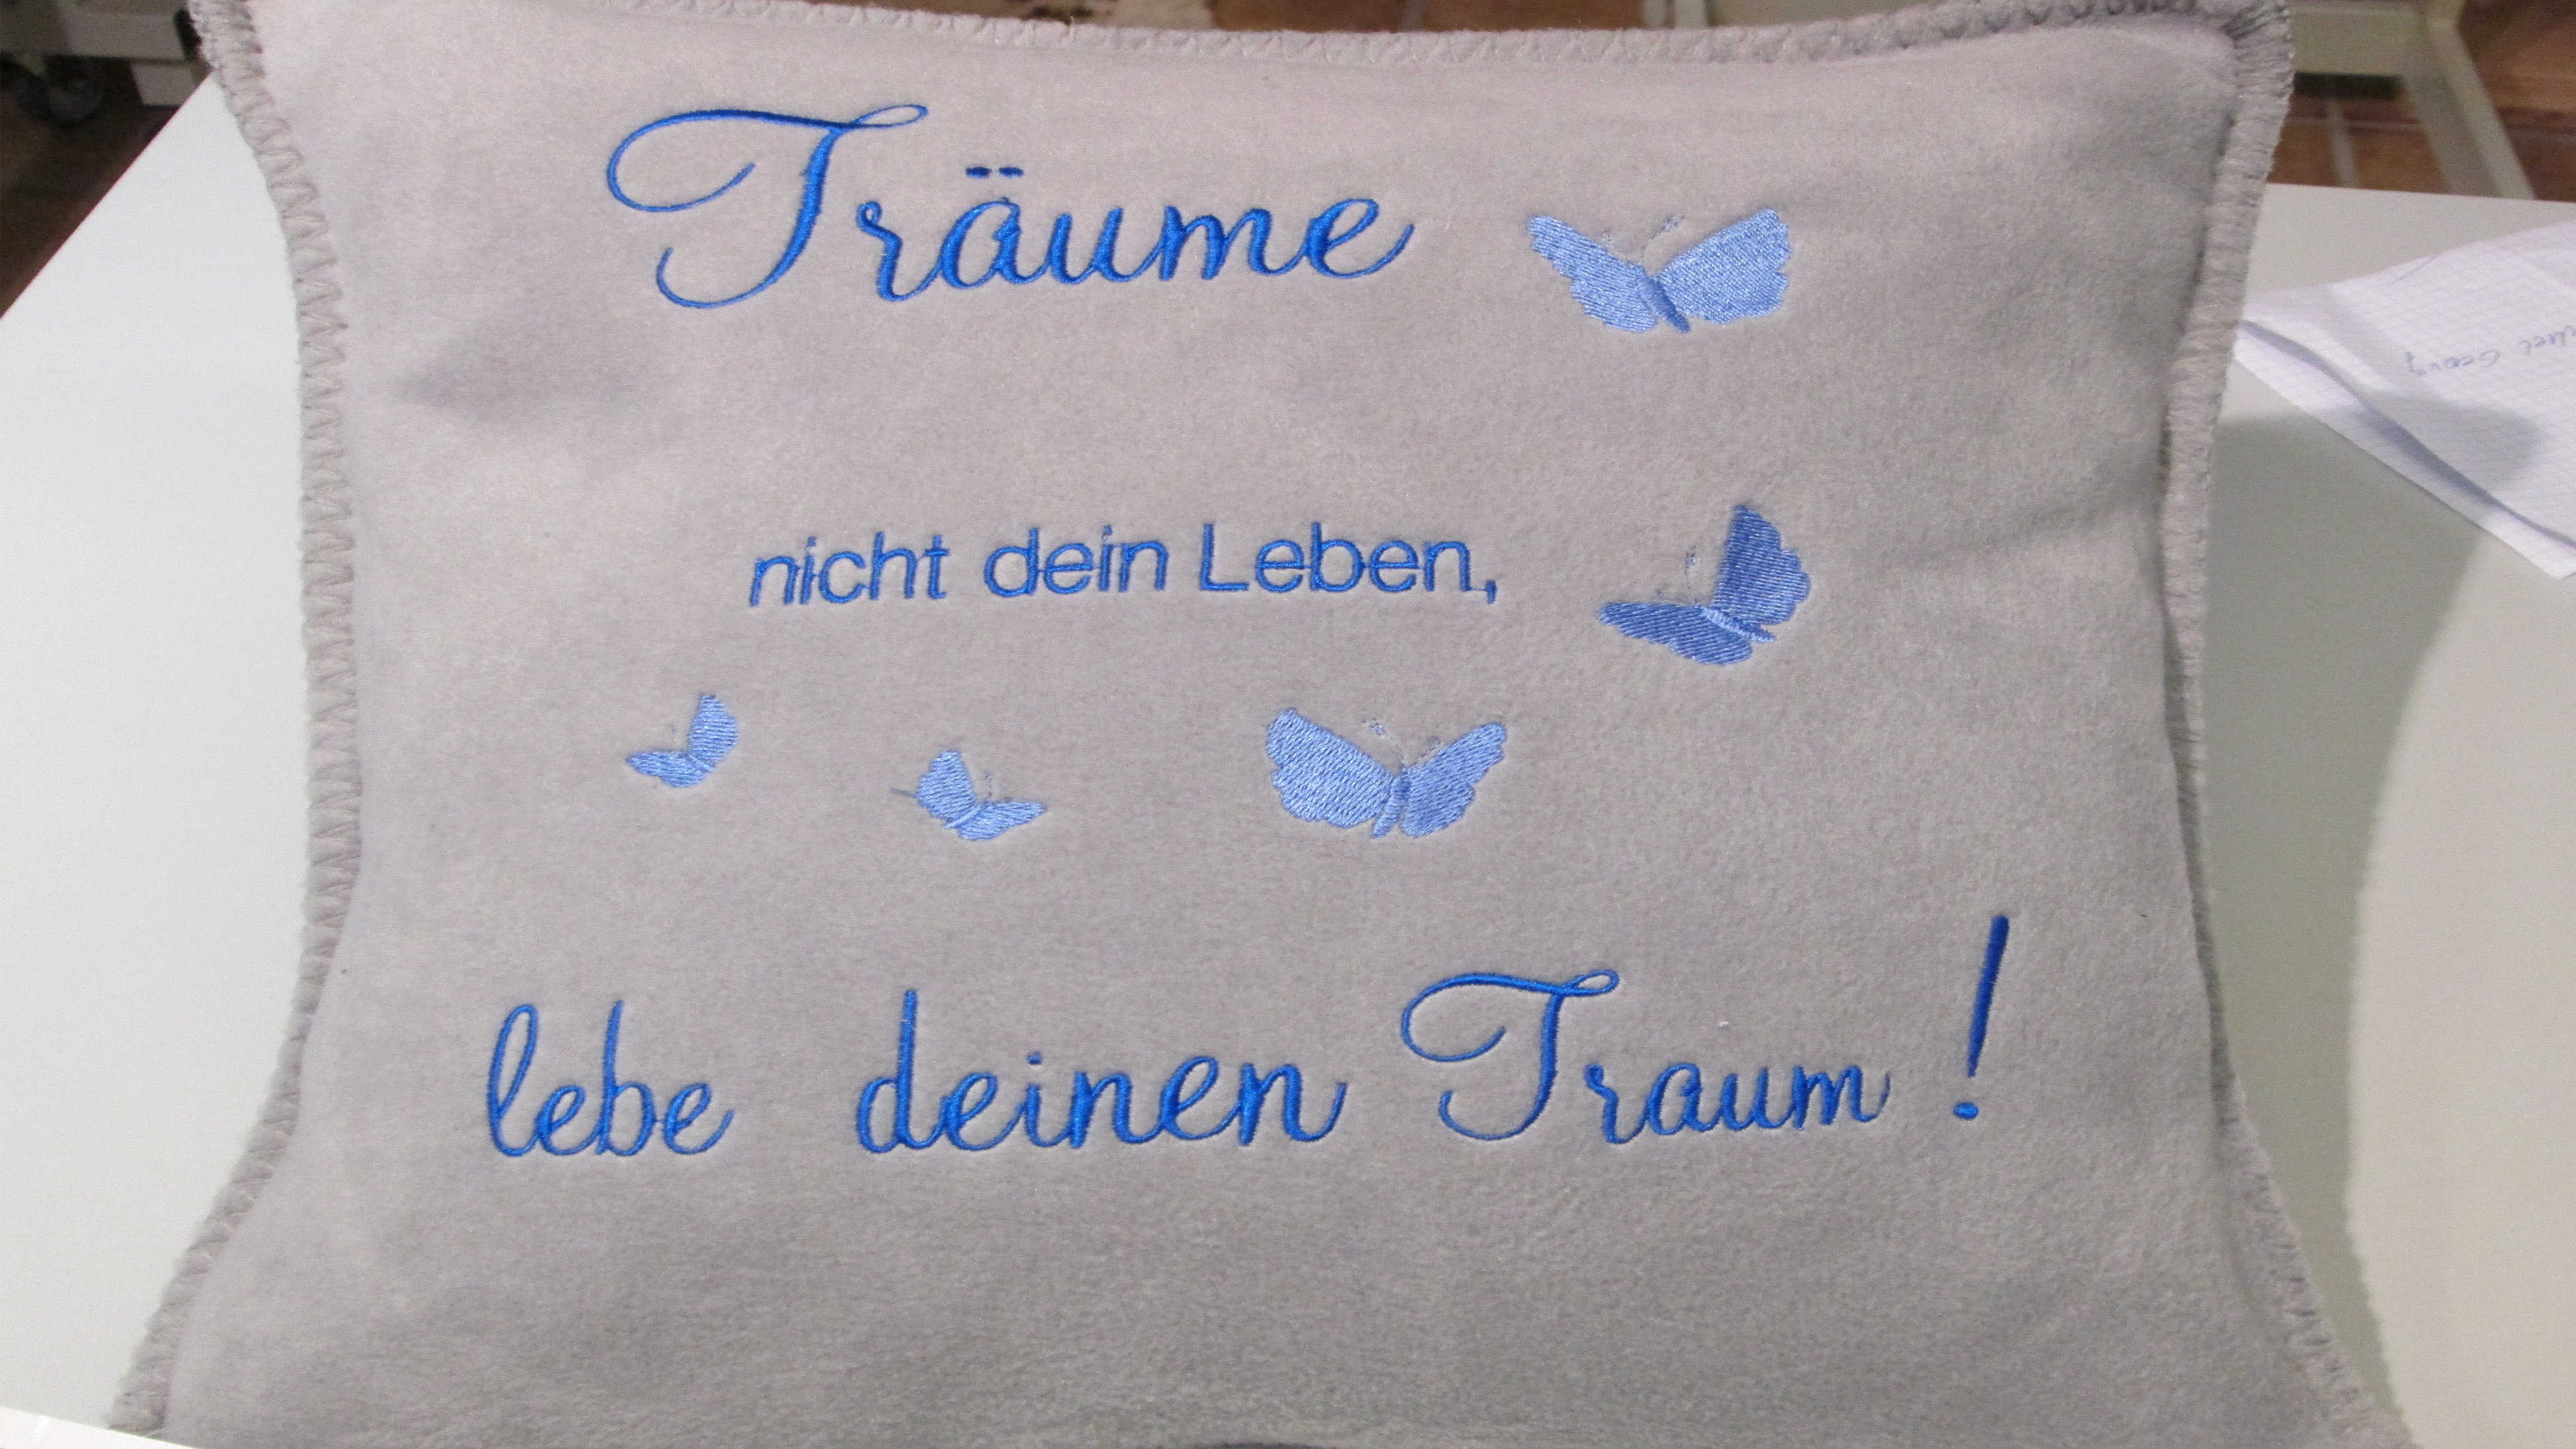 Träume
nicht dein Leben,
lebe deinen Traum !